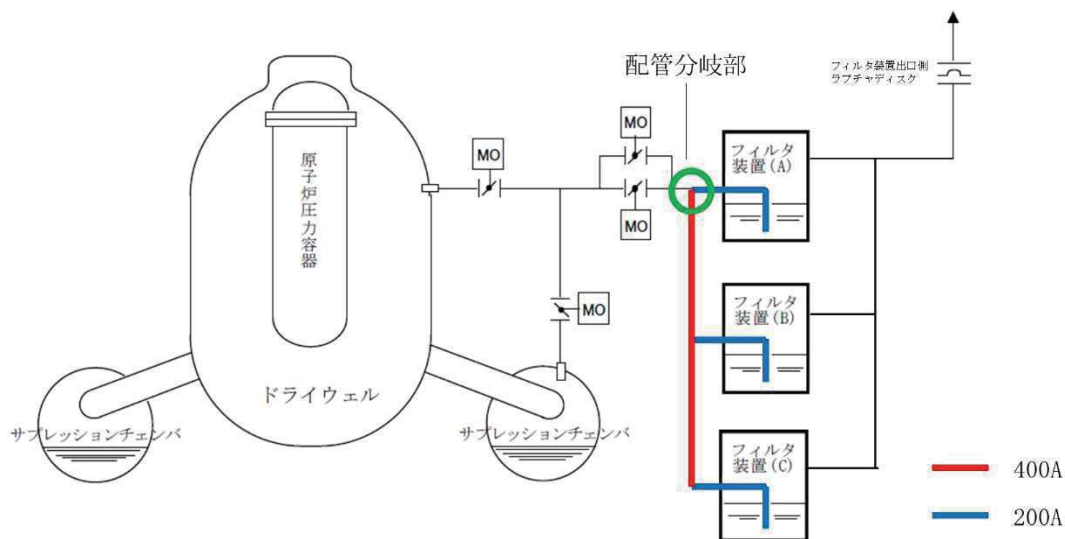 配管分岐部
フィルタ装置出口側
ラプチャディスク
MO
MO
MO
MO
原子炉圧力容器
フィルタ
装置(A)
フィルタ
装置(B)
フィルタ
装置(C)
ドライウェル
サプレッションチェンバ
サプレッションチェンバ
400A
200A